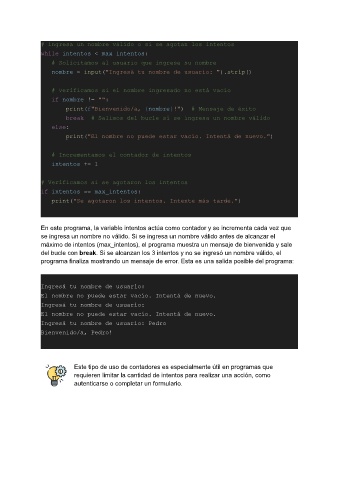 # Ingresa un nombre válido o si se agotan los intentos
while intentos < max_intentos:
# Solicitamos al usuario que ingrese su nombre
nombre = input("Ingresá tu nombre de usuario: ").strip()
# verificamos si el nombre ingresado no está vacío
if nombre != "":
print(f"Bienvenido/a, {nombre}!") # Mensaje de éxito
break # Salimos del bucle si se ingresa un nombre válido
else:
print("El nombre no puede estar vacío. Intentá de nuevo.")
# Incrementamos el contador de intentos
intentos += 1
# Verificamos si se agotaron los intentos
if intentos == max_intentos:
print("Se agotaron los intentos. Intente más tarde.")
En este programa, la variable intentos actúa como contador y se incrementa cada vez que
se ingresa un nombre no válido. Si se ingresa un nombre válido antes de alcanzar el
máximo de intentos (max_intentos), el programa muestra un mensaje de bienvenida y sale
del bucle con break. Si se alcanzan los 3 intentos y no se ingresó un nombre válido, el
programa finaliza mostrando un mensaje de error. Esta es una salida posible del programa:
Ingresá tu nombre de usuario:
El nombre no puede estar vacío. Intentá de nuevo.
Ingresá tu nombre de usuario:
El nombre no puede estar vacío. Intentá de nuevo.
Ingresá tu nombre de usuario: Pedro
Bienvenido/a, Pedro!
Este tipo de uso de contadores es especialmente útil en programas que
requieren limitar la cantidad de intentos para realizar una acción, como
autenticarse o completar un formulario.